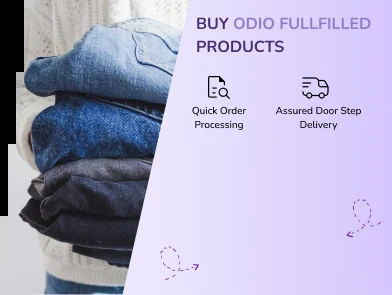 BUY ODIO FULLFILLED
PRODUCTS
Quick Order
Processing
Assured Door Step
Delivery